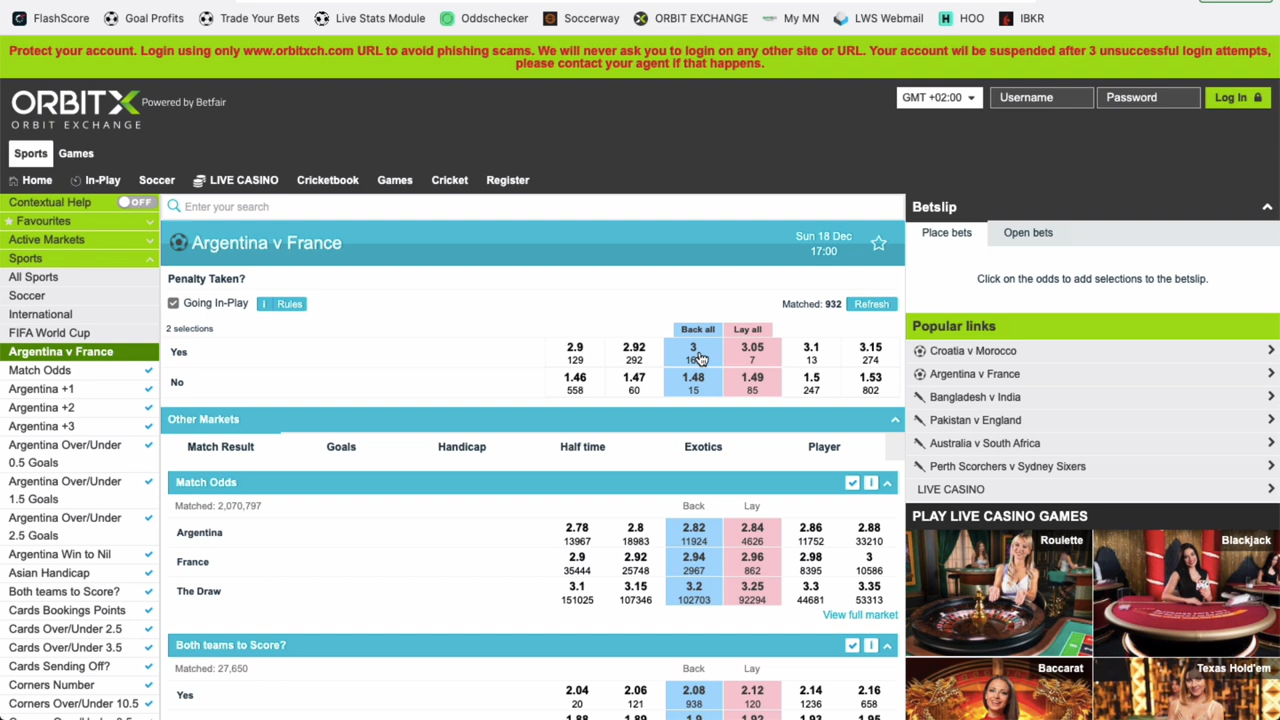 FlashScore Goal Profits Trade Your Bets Live Stats Module Oddschecker Soccerway ORBIT EXCHANGE My MN LWS Webmail HOO IBKR
Protect your account. Login using only www.orbitxch.com URL to avoid phishing scams. We will never ask you to login on any other site or URL. Your account wil be suspended after 3 unsuccessful login attempts,
please contact your agent if that happens.
ORBITX Powered by Betfair
ORBIT EXCHANGE
GMT +02:00 Username Password Log In
Sports Games
Home In-Play Soccer LIVE CASINO Cricketbook Games Cricket Register
Contextual Help OFF
Favourites
Active Markets
Sports
All Sports
Soccer
International
FIFA World Cup
Argentina v France
Match Odds
Argentina +1
Argentina +2
Argentina +3
Argentina Over/Under
0.5 Goals
Argentina Over/Under
1.5 Goals
Argentina Over/Under
2.5 Goals
Argentina Win to Nil
Asian Handicap
Both teams to Score?
Cards Bookings Points
Cards Over/Under 2.5
Cards Over/Under 3.5
Cards Sending Off?
Corners Number
Corners Over/Under 10.5
Enter your search
Argentina v France
Sun 18 Dec
17:00
Penalty Taken?
Going In-Play i Rules Matched: 932 Refresh
2 selections Back all Lay all
Yes 2.9 2.92 3 3.05 3.1 3.15
129 292 7 13 274
No 1.46 1.47 1.48 1.49 1.5 1.53
558 60 15 85 247 802
Other Markets
Match Result Goals Handicap Half time Exotics Player
Match Odds i
Matched: 2,070,797 Back Lay
Argentina 2.78 2.8 2.82 2.84 2.86 2.88
13967 18983 11924 4626 11752 33210
France 2.9 2.92 2.94 2.96 2.98 3
35444 25748 2967 862 8395 10586
The Draw 3.1 3.15 3.2 3.25 3.3 3.35
151025 107346 102703 92294 44681 53313
View full market
Both teams to Score? i
Matched: 27,650 Back Lay
Yes 2.04 2.06 2.08 2.12 2.14 2.16
20 121 938 120 1236 658
1.88 1.89 1.9 1.92 1.93 1.95
Betslip
Place bets Open bets
Click on the odds to add selections to the betslip.
Popular links
Croatia v Morocco
Argentina v France
Bangladesh v India
Pakistan v England
Australia v South Africa
Perth Scorchers v Sydney Sixers
LIVE CASINO
PLAY LIVE CASINO GAMES
Roulette Blackjack
Baccarat Texas Hold'em